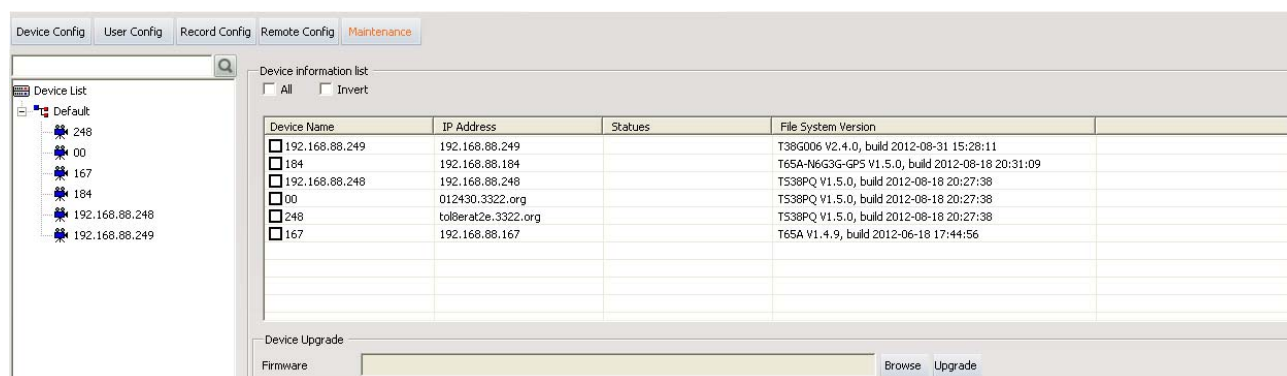 Device Config User Config Record Config Remote Config Maintenance
Device List
Default
248
00
167
184
192.168.88.248
192.168.88.249
Device information list
All Invert
Device Name IP Address Statues File System Version
192.168.88.249 192.168.88.249 T38G006 V2.4.0, build 2012-08-31 15:28:11
184 192.168.88.184 T65A-N6G3G-GPS V1.5.0, build 2012-08-18 20:31:09
192.168.88.248 192.168.88.248 TS38PQ V1.5.0, build 2012-08-18 20:27:38
00 012430.3322.org TS38PQ V1.5.0, build 2012-08-18 20:27:38
248 tol8erat2e.3322.org TS38PQ V1.5.0, build 2012-08-18 20:27:38
167 192.168.88.167 T65A V1.4.9, build 2012-06-18 17:44:56
Device Upgrade
Firmware Browse Upgrade